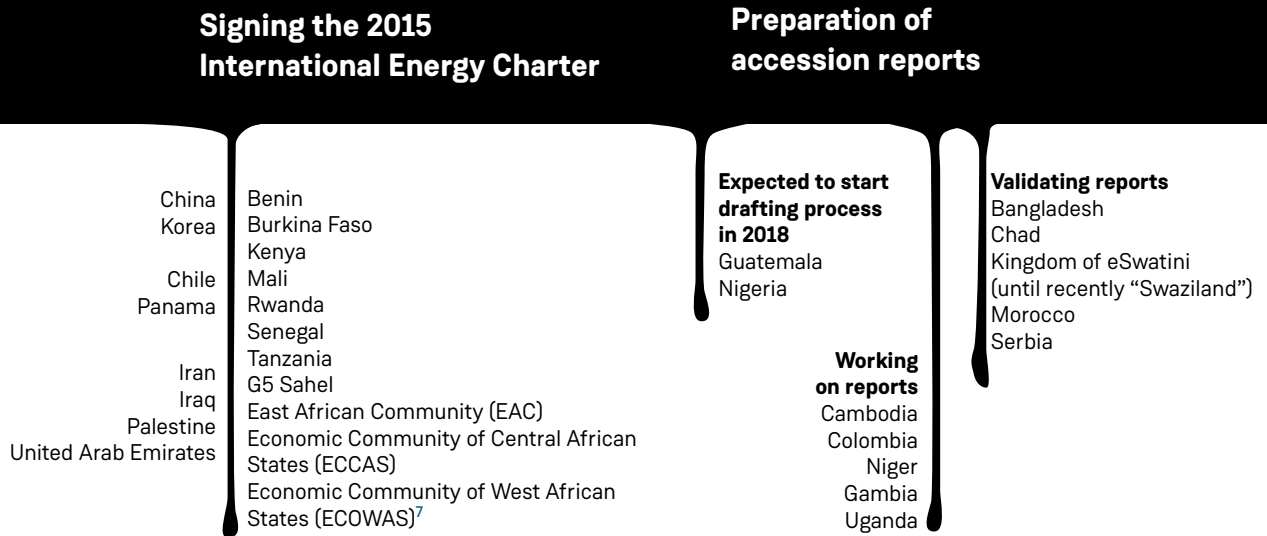 Signing the 2015
International Energy Charter
China
Korea
Chile
Panama
Iran
Iraq
Palestine
United Arab Emirates
Benin
Burkina Faso
Kenya
Mali
Rwanda
Senegal
Tanzania
G5 Sahel
East African Community (EAC)
Economic Community of Central African
States (ECCAS)
Economic Community of West African
States (ECOWAS)7
Preparation of
accession reports
Expected to start
drafting process
in 2018
Guatemala
Nigeria
Working
on reports
Cambodia
Colombia
Niger
Gambia
Uganda
Validating reports
Bangladesh
Chad
Kingdom of eSwatini
(until recently “Swaziland”)
Morocco
Serbia